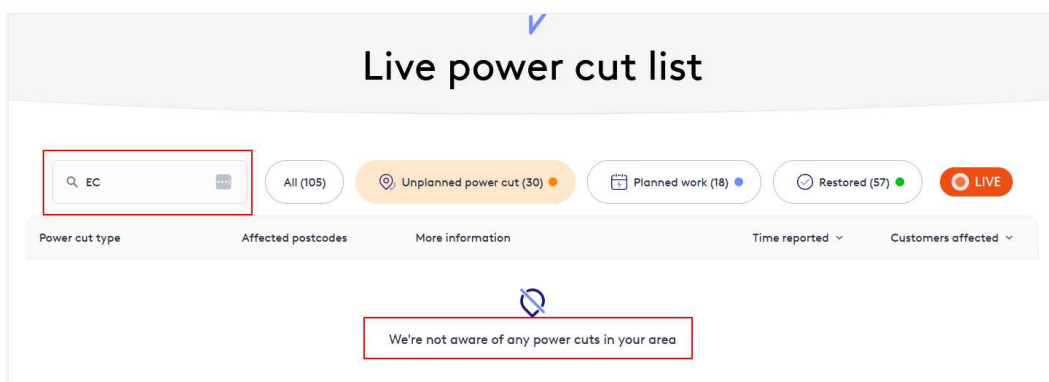 Live power cut list
EC
All (105)
Unplanned power cut (30)
Planned work (18)
Restored (57)
LIVE
Power cut type
Affected postcodes
More information
Time reported
Customers affected
We're not aware of any power cuts in your area